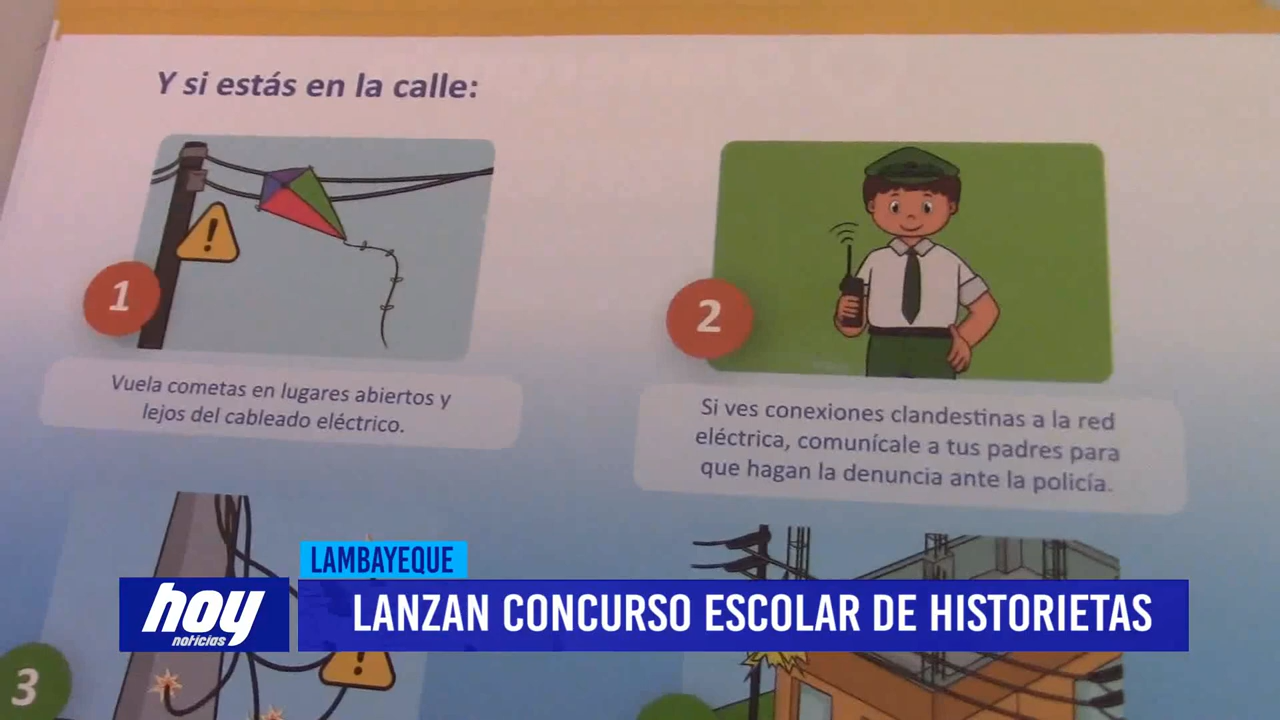 Y si estás en la calle:
1
Vuela cometas en lugares abiertos y
lejos del cableado eléctrico.
2
Si ves conexiones clandestinas a la red
eléctrica, comunícale a tus padres para
que hagan la denuncia ante la policía.
3
LAMBAYEQUE
hoy
noticias
LANZAN CONCURSO ESCOLAR DE HISTORIETAS